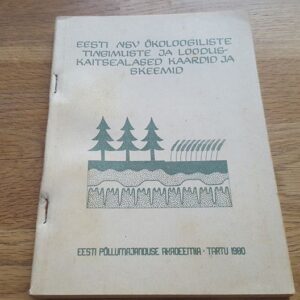 EESTI NSV ÖKOLOOGILISTE
TINGIMUSTE JA LOODUS-
KAITSEALASED KAARDID JA
SKEEMID
EESTI PÕLLUMAJANDUSE AKADEEMIA · TARTU 1980